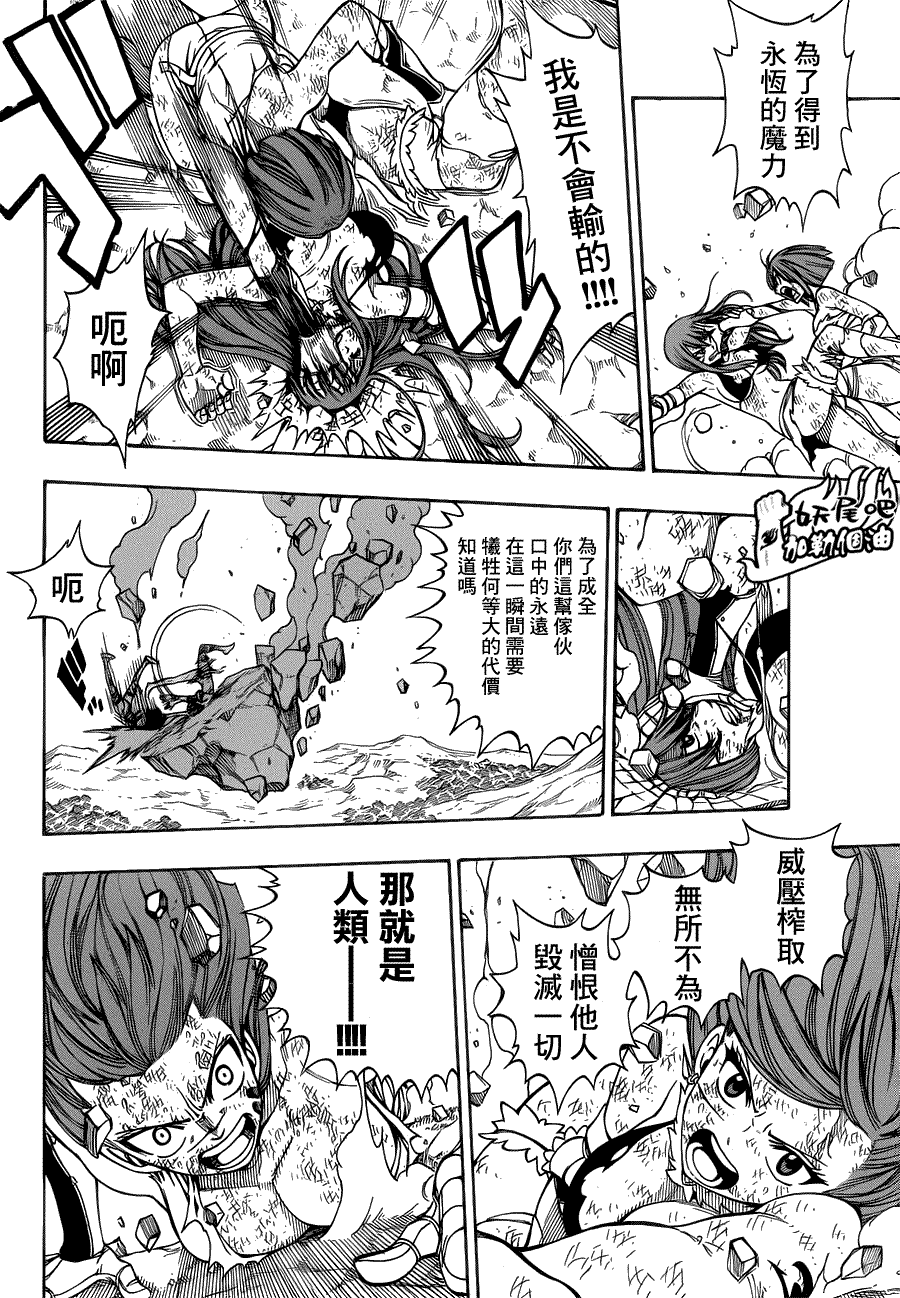 為了得到
永恆的魔力
我是不會輸的!!!!
ガッ
呃啊
妖尾吧
加勒個油
為了成全
你們這幫傢伙
口中的永遠
在這一瞬間需要
犧牲何等大的代價
知道嗎
呃
威壓榨取
無所不為
憎恨他人
毀滅一切
那就是
人類——!!!!